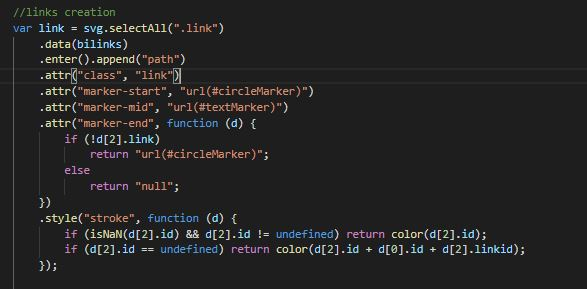 //links creation
var link = svg.selectAll(".link")
    .data(bilinks)
    .enter().append("path")
    .attr("class", "link")
    .attr("marker-start", "url(#circleMarker)")
    .attr("marker-mid", "url(#textMarker)")
    .attr("marker-end", function (d) {
        if (!d[2].link)
            return "url(#circleMarker)";
        else
            return "null";
    })
    .style("stroke", function (d) {
        if (isNaN(d[2].id) && d[2].id != undefined) return color(d[2].id);
        if (d[2].id == undefined) return color(d[2].id + d[0].id + d[2].linkid);
    });